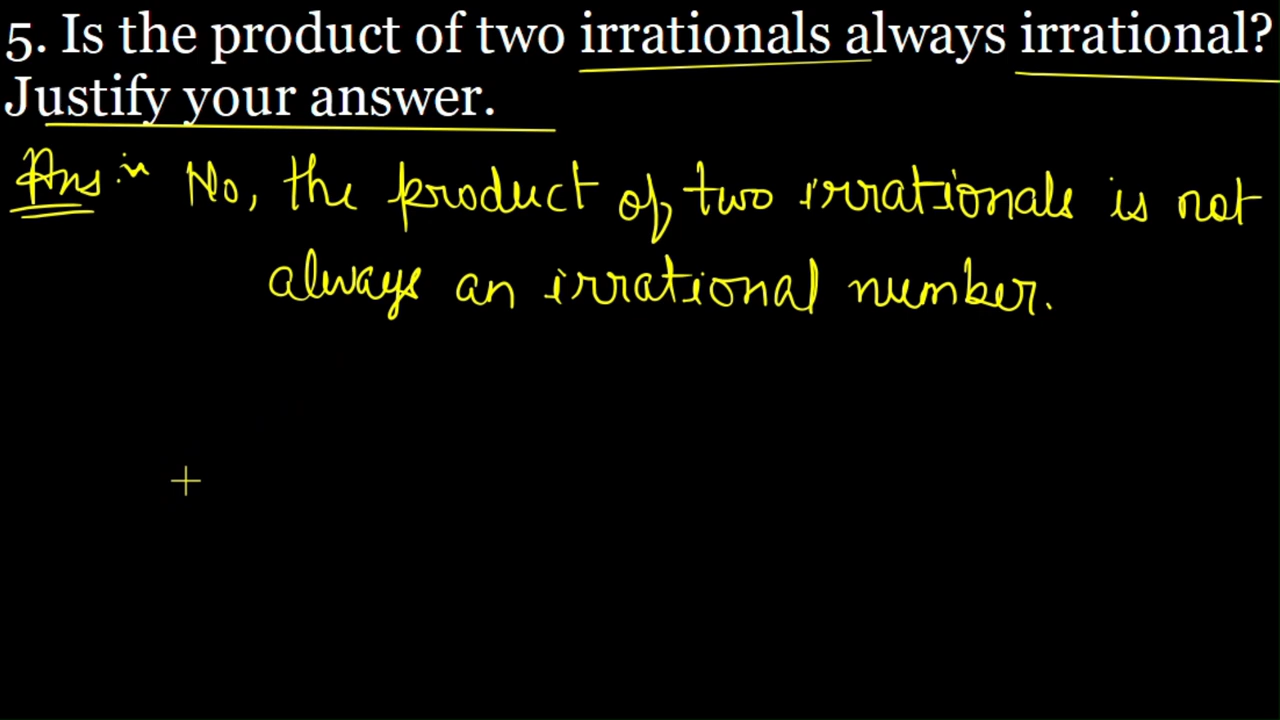 5. Is the product of two irrationals always irrational?
Justify your answer.
Ans :- No, the product of two irrationals is not
always an irrational number.